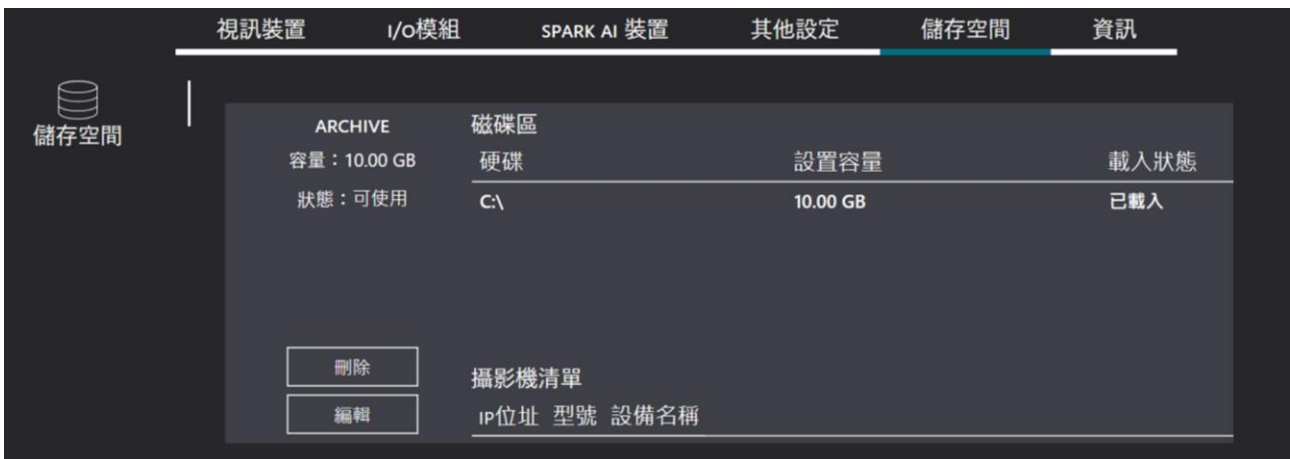 視訊裝置 I/O模組 SPARK AI 裝置 其他設定 儲存空間 資訊
儲存空間
ARCHIVE
容量：10.00 GB
狀態：可使用
刪除
編輯
磁碟區
硬碟 設置容量 載入狀態
C:\ 10.00 GB 已載入
攝影機清單
IP位址 型號 設備名稱